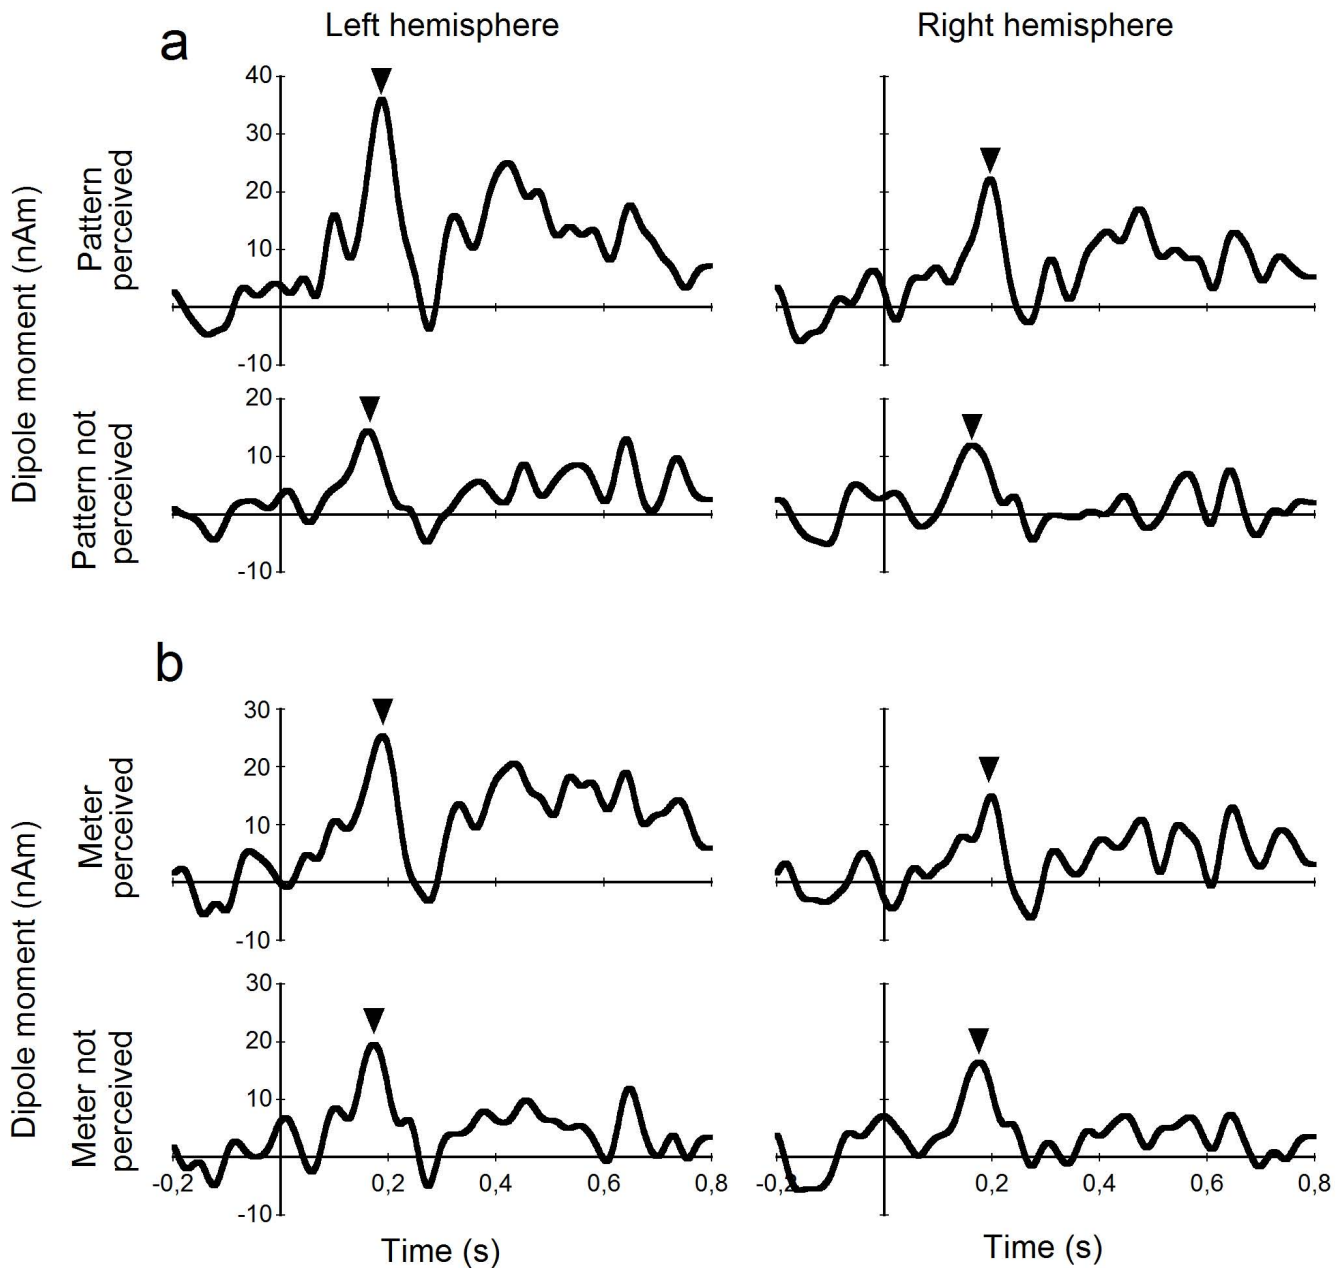 a
Left hemisphere
Right hemisphere
Dipole moment (nAm)
Pattern
perceived
40
30
20
10
-10
Pattern not
perceived
20
10
-10
b
Dipole moment (nAm)
Meter
perceived
30
20
10
-10
Meter not
perceived
30
20
10
-10
-0,2
0,2
0,4
0,6
0,8
-0,2
0,2
0,4
0,6
0,8
Time (s)
Time (s)